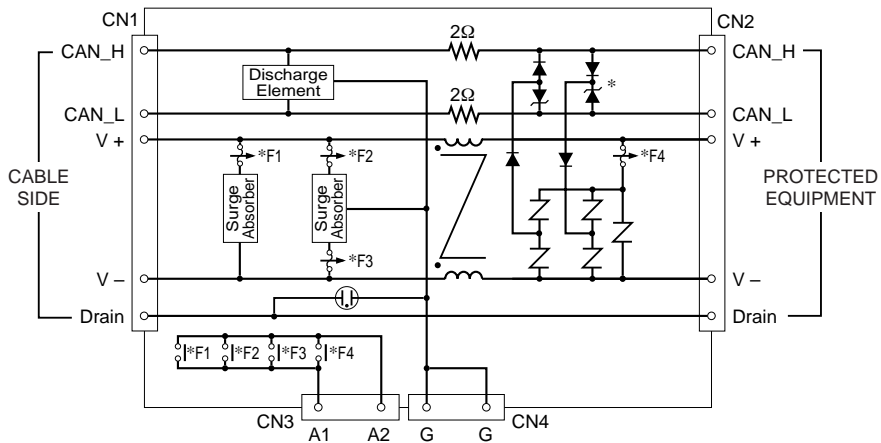 CN1
CN2
CAN_H
2Ω
CAN_H
Discharge
Element
*
2Ω
CAN_L
CAN_L
V +
V +
*F1
*F2
*F4
CABLE
SIDE
Surge
Absorber
Surge
Absorber
PROTECTED
EQUIPMENT
*F3
V –
V –
Drain
Drain
*F1
*F2
*F3
*F4
CN3
CN4
A1
A2
G
G